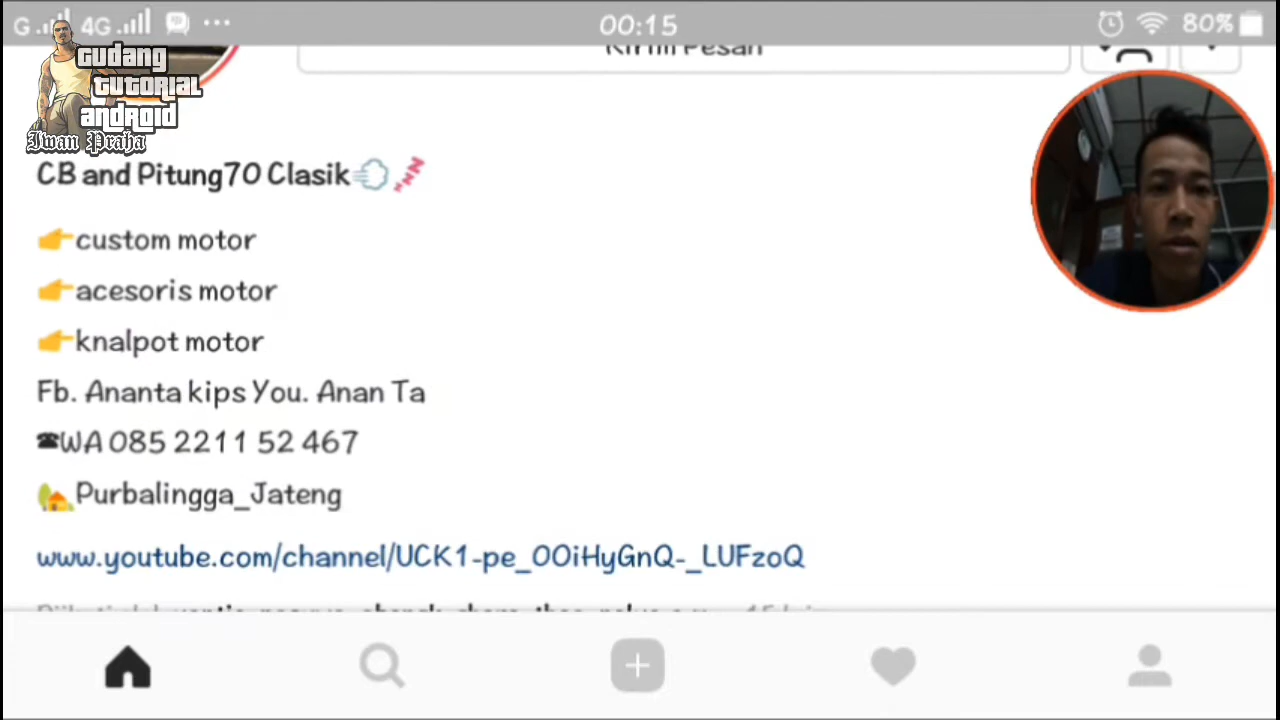 G 4G 00:15 80%
Gudang
tutorial
android
Iwan Praha
Kirim Pesan
CB and Pitung70 Clasik
custom motor
acesoris motor
knalpot motor
Fb. Ananta kips You. Anan Ta
WA 085 2211 52 467
Purbalingga_Jateng
www.youtube.com/channel/UCK1-pe_OOiHyGnQ-_LUFzoQ